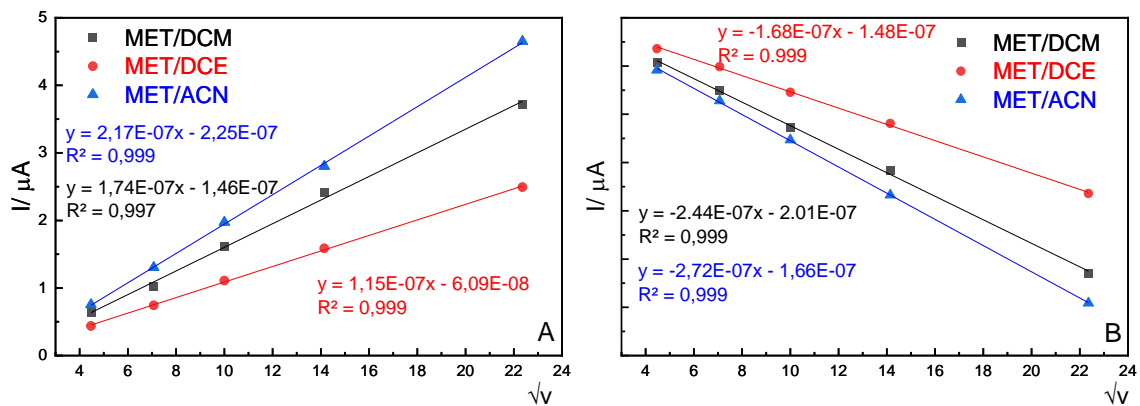 5
4
3
2
1
0
I/ µA
MET/DCM
MET/DCE
MET/ACN
y = 2,17E-07x - 2,25E-07
R² = 0,999
y = 1,74E-07x - 1,46E-07
R² = 0,997
y = 1,15E-07x - 6,09E-08
R² = 0,999
A
4 6 8 10 12 14 16 18 20 22 24
√v
I/ µA
y = -1.68E-07x - 1.48E-07
R² = 0.999
MET/DCM
MET/DCE
MET/ACN
y = -2.44E-07x - 2.01E-07
R² = 0,999
y = -2,72E-07x - 1,66E-07
R² = 0,999
B
4 6 8 10 12 14 16 18 20 22 24
√v